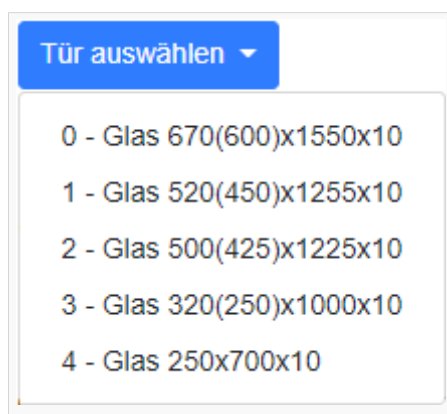 Tür auswählen
0 - Glas 670(600)x1550x10
1 - Glas 520(450)x1255x10
2 - Glas 500(425)x1225x10
3 - Glas 320(250)x1000x10
4 - Glas 250x700x10